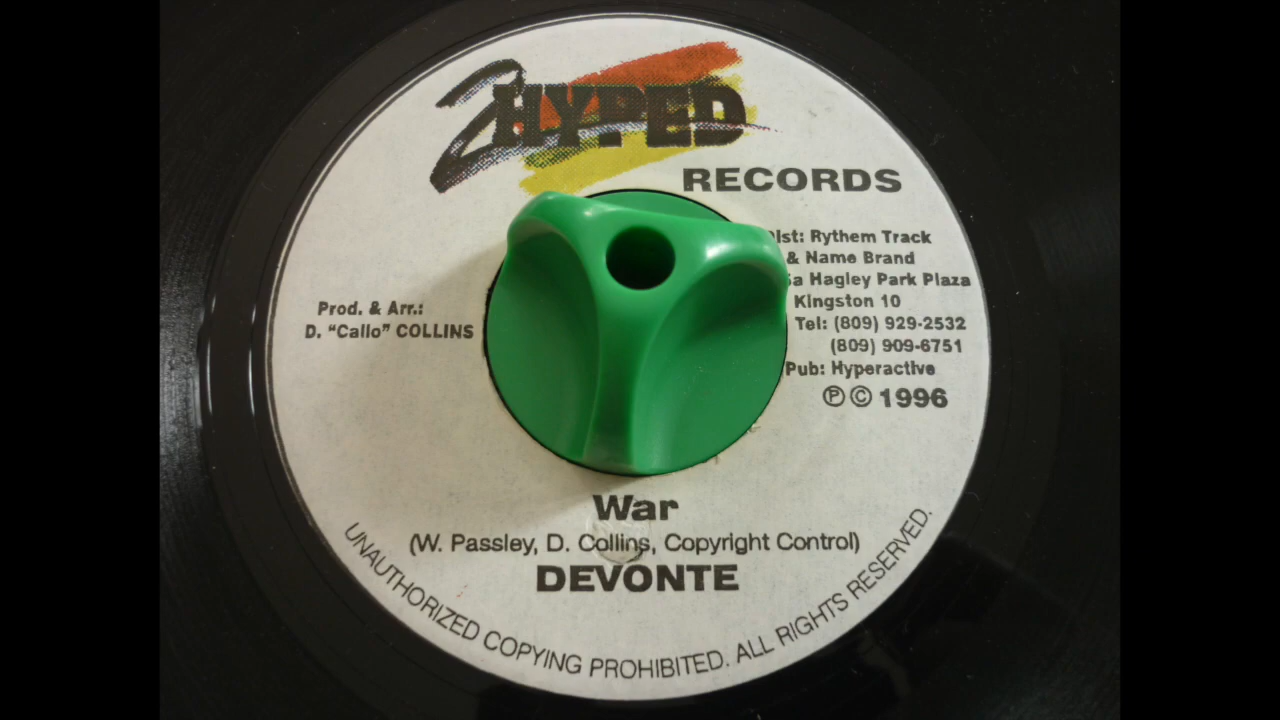 2 HYPED
RECORDS
Dist: Rythem Track
& Name Brand
5a Hagley Park Plaza
Kingston 10
Tel: (809) 929-2532
(809) 909-6751
Pub: Hyperactive
Ⓟ© 1996
Prod. & Arr.:
D. "Callo" COLLINS
War
(W. Passley, D. Collins, Copyright Control)
DEVONTE
UNAUTHORIZED COPYING PROHIBITED. ALL RIGHTS RESERVED.